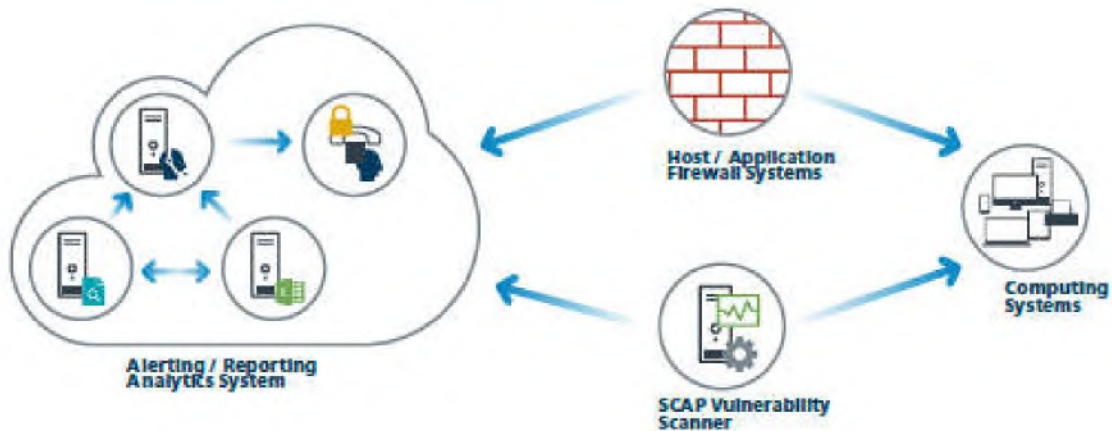 Host / Application
Firewall Systems
Computing
Systems
Alerting / Reporting
Analytics System
SCAP Vulnerability
Scanner